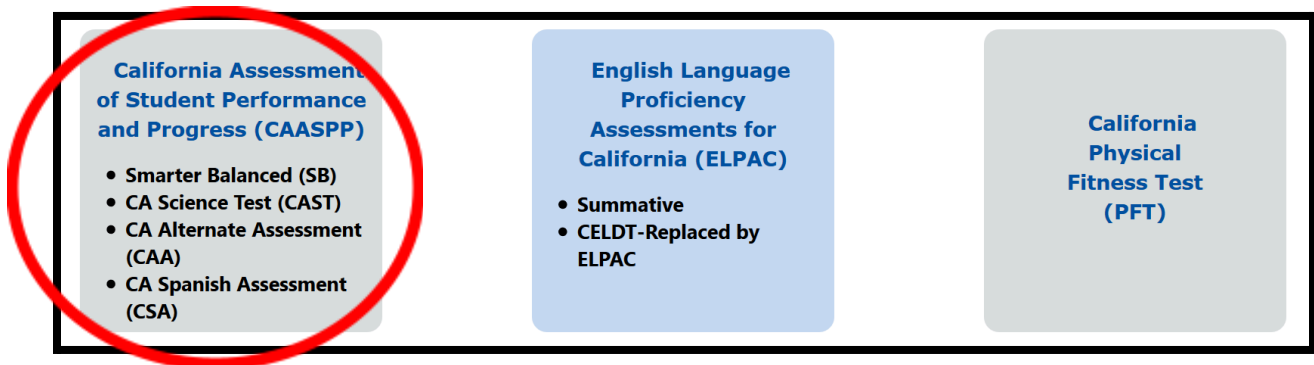 California Assessment
of Student Performance
and Progress (CAASPP)
• Smarter Balanced (SB)
• CA Science Test (CAST)
• CA Alternate Assessment
(CAA)
• CA Spanish Assessment
(CSA)
English Language
Proficiency
Assessments for
California (ELPAC)
• Summative
• CELDT-Replaced by
ELPAC
California
Physical
Fitness Test
(PFT)